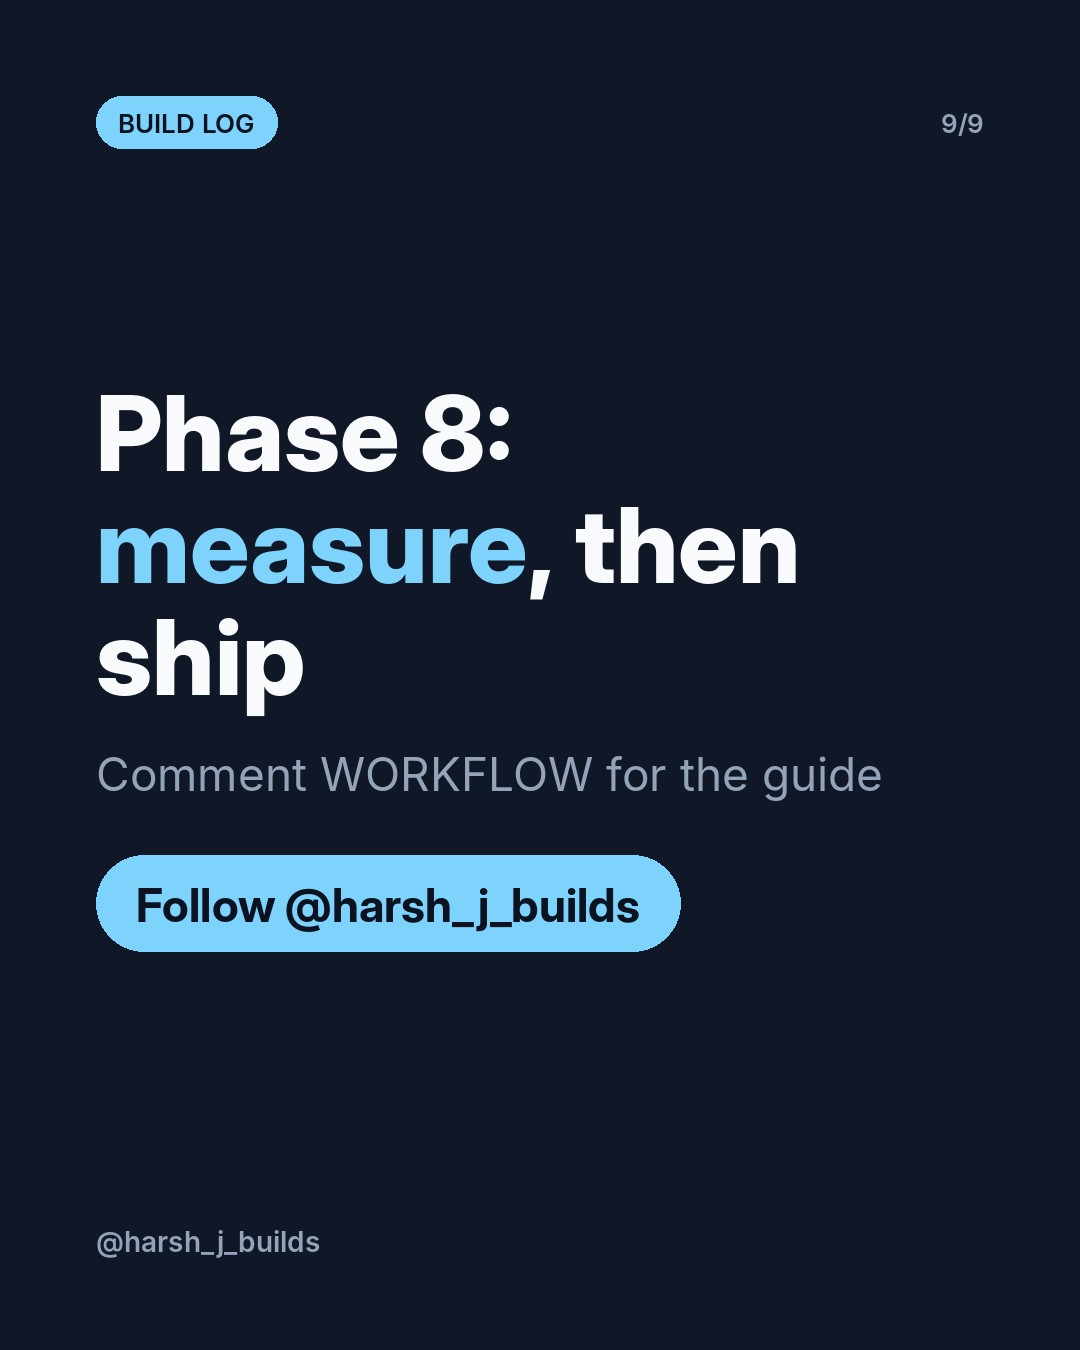 BUILD LOG
9/9
Phase 8:
measure, then
ship
Comment WORKFLOW for the guide
Follow @harsh_j_builds
@harsh_j_builds